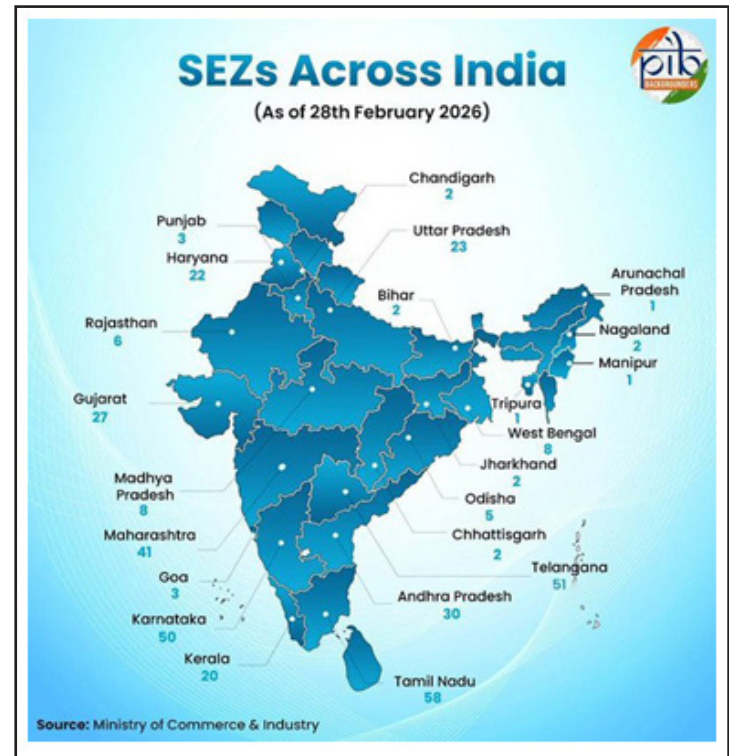 SEZs Across India
(As of 28th February 2026)
pib
BACKGROUNDERS
Chandigarh
2
Punjab
3
Uttar Pradesh
23
Haryana
22
Bihar
2
Arunachal
Pradesh
1
Rajasthan
6
Nagaland
2
Manipur
1
Gujarat
27
Tripura
1
West Bengal
8
Jharkhand
2
Madhya
Pradesh
8
Odisha
5
Maharashtra
41
Chhattisgarh
2
Telangana
51
Goa
3
Andhra Pradesh
30
Karnataka
50
Kerala
20
Tamil Nadu
58
Source: Ministry of Commerce & Industry